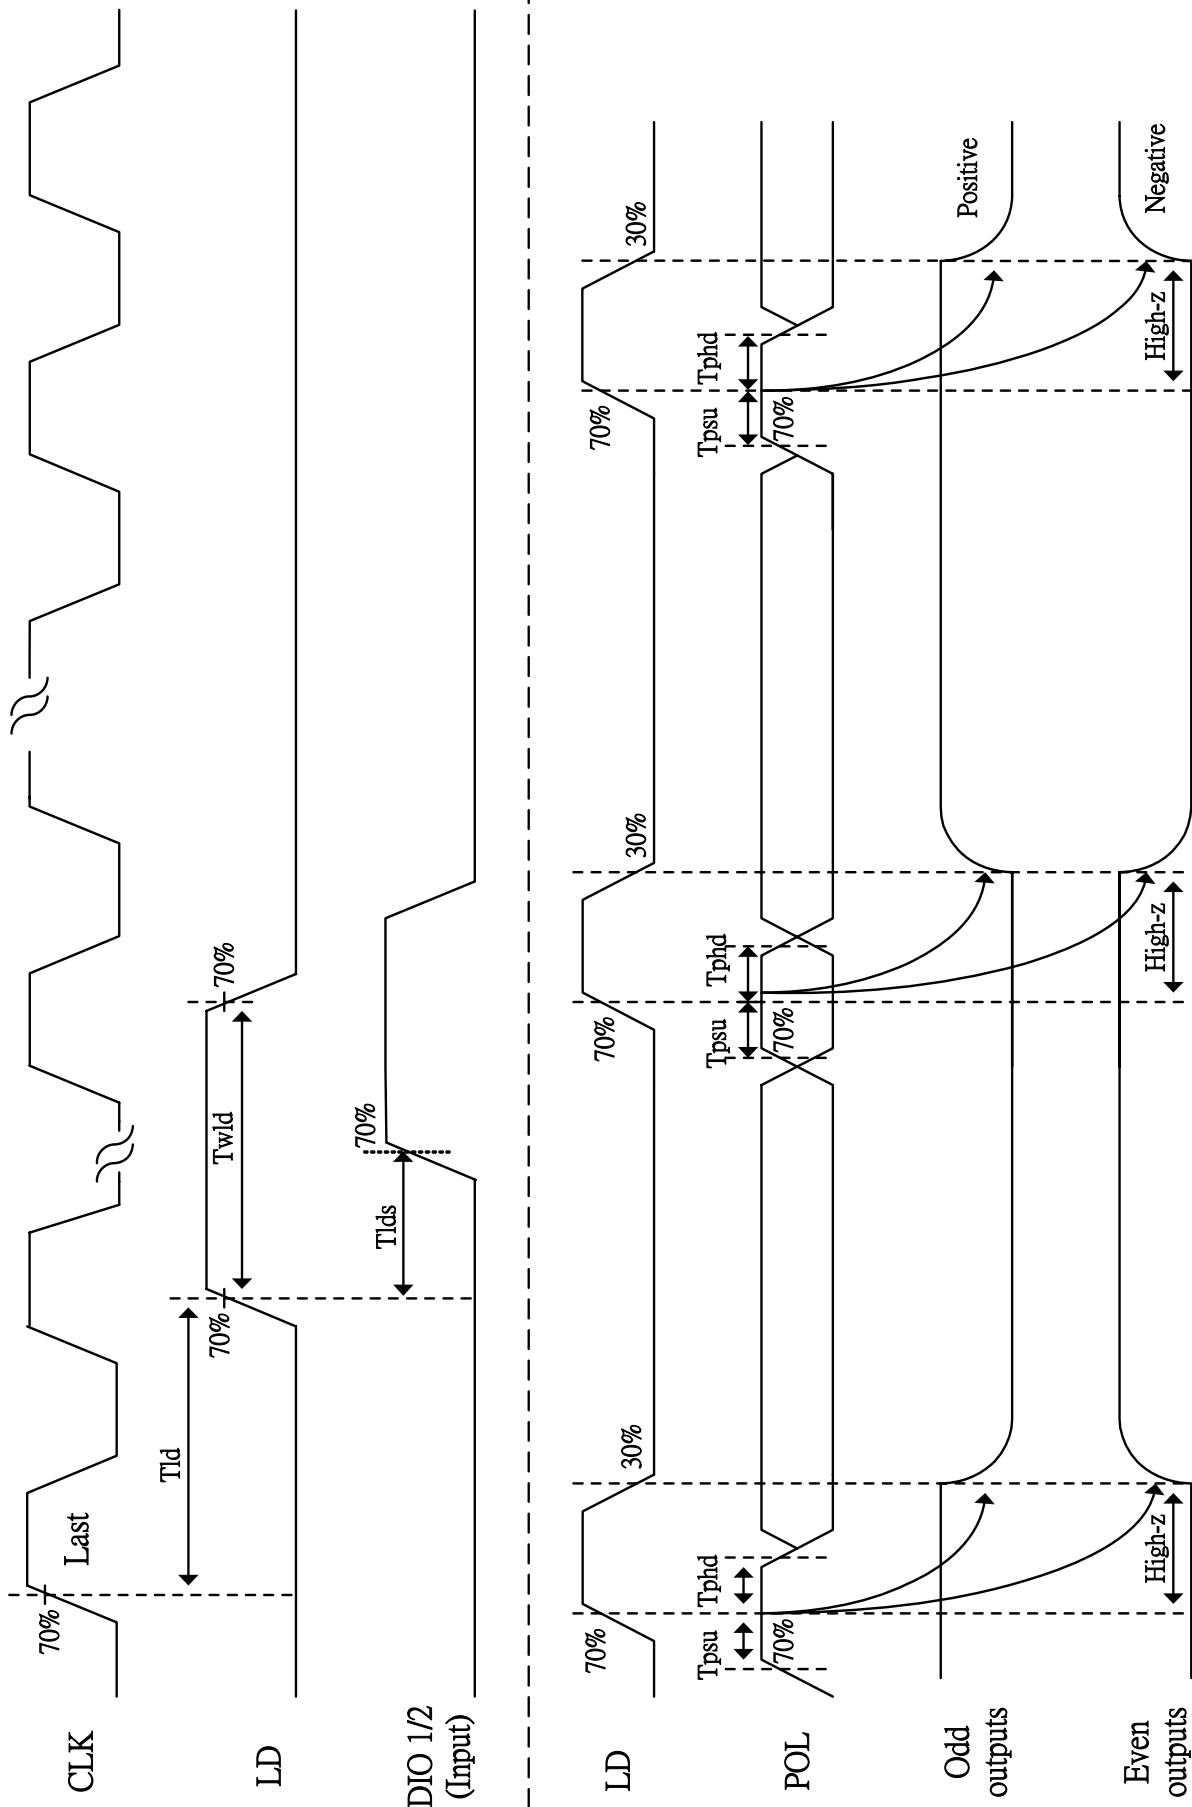 CLK
70%
Last
Tld
LD
70%
Twld
70%
DIO 1/2
(Input)
Tlds
70%
LD
70%
30%
70%
30%
70%
30%
POL
Tpsu
Tphd
70%
Tpsu
Tphd
70%
Tpsu
Tphd
70%
Odd
outputs
Positive
Even
outputs
High-z
High-z
High-z
Negative